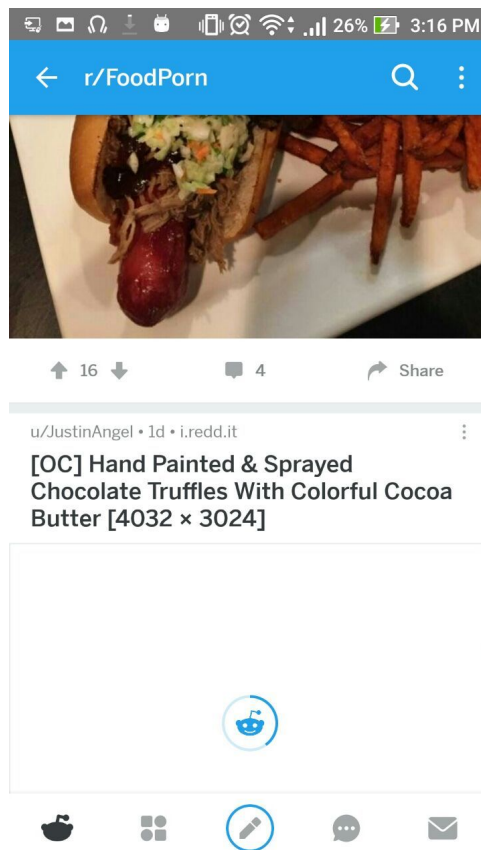 26% 3:16 PM
r/FoodPorn
16
4
Share
u/JustinAngel • 1d • i.redd.it
[OC] Hand Painted & Sprayed
Chocolate Truffles With Colorful Cocoa
Butter [4032 × 3024]